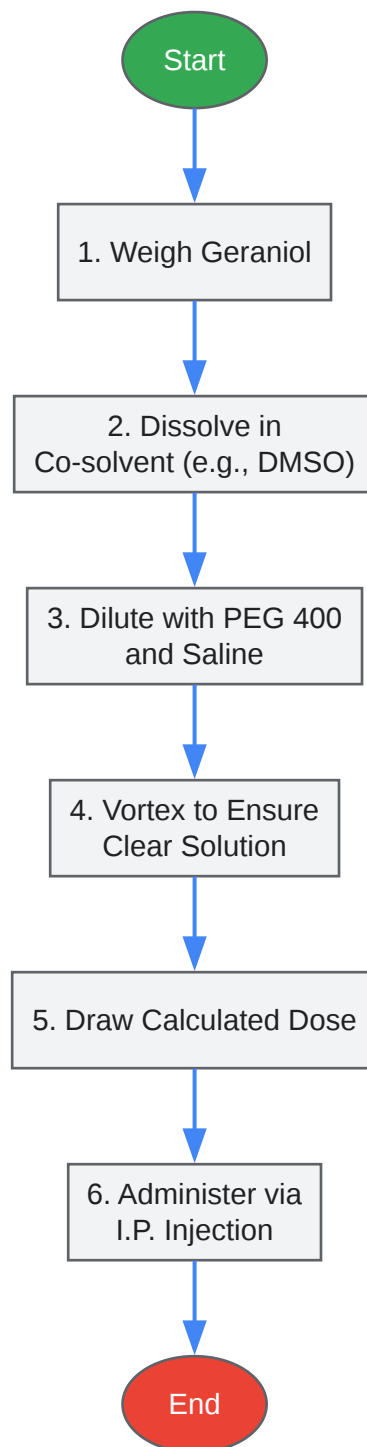 Start
1. Weigh Geraniol
2. Dissolve in
Co-solvent (e.g., DMSO)
3. Dilute with PEG 400
and Saline
4. Vortex to Ensure
Clear Solution
5. Draw Calculated Dose
6. Administer via
I.P. Injection
End